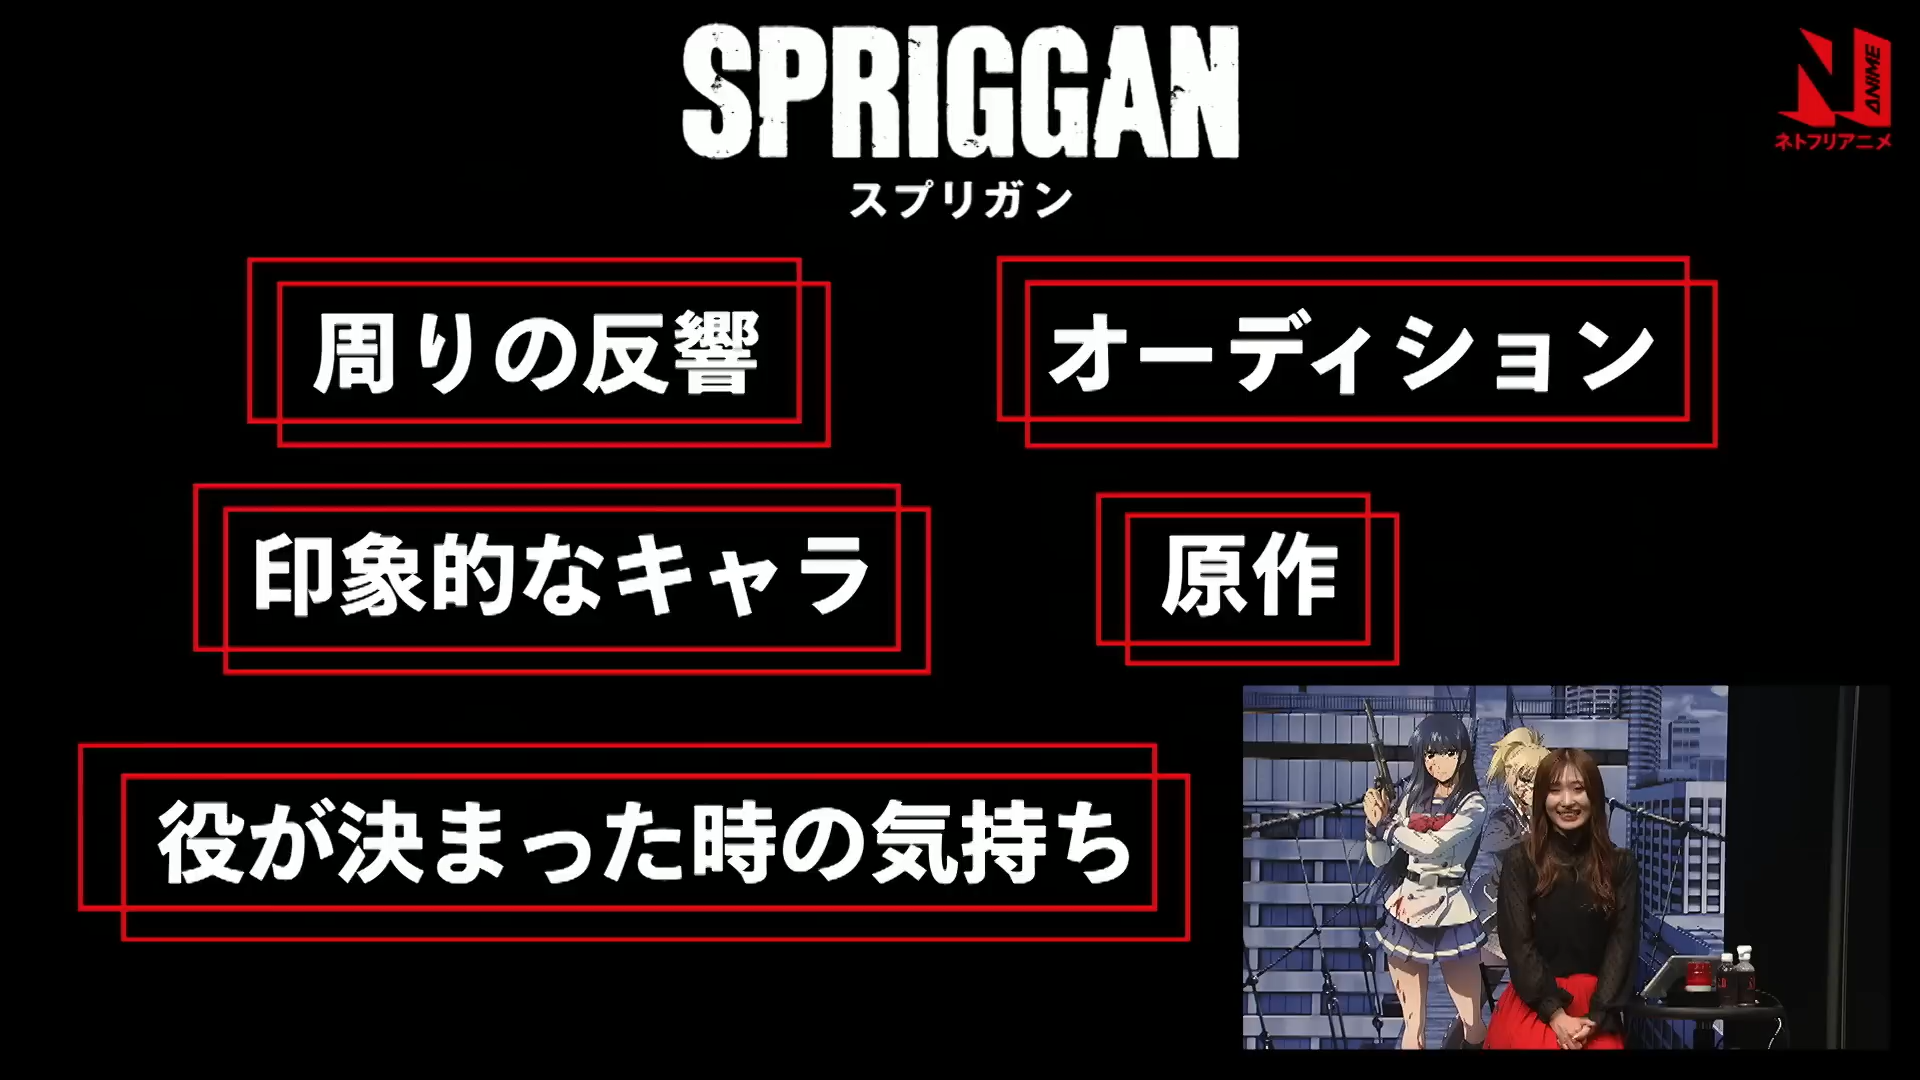 SPRIGGAN
スプリガン
ANIME
ネトフリアニメ
周りの反響
オーディション
印象的なキャラ
原作
役が決まった時の気持ち